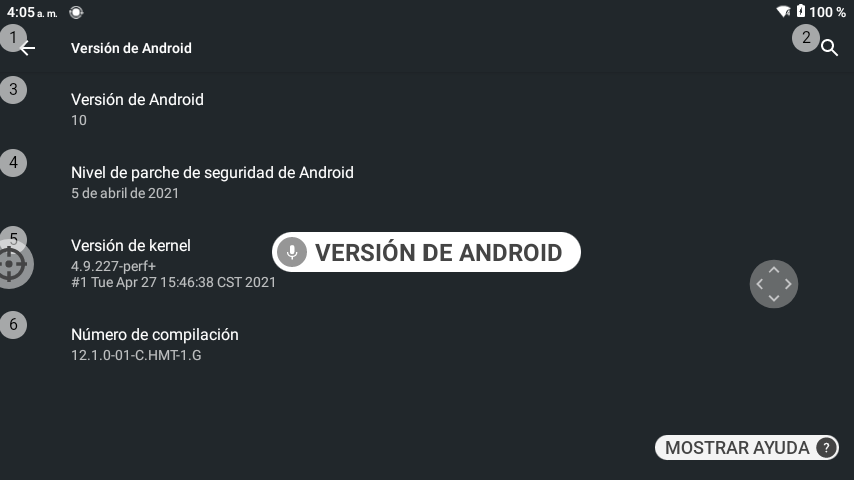 4:05 a. m.
100 %
1
Versión de Android
2
3
Versión de Android
10
4
Nivel de parche de seguridad de Android
5 de abril de 2021
5
Versión de kernel
4.9.227-perf+
#1 Tue Apr 27 15:46:38 CST 2021
VERSIÓN DE ANDROID
6
Número de compilación
12.1.0-01-C.HMT-1.G
MOSTRAR AYUDA ?